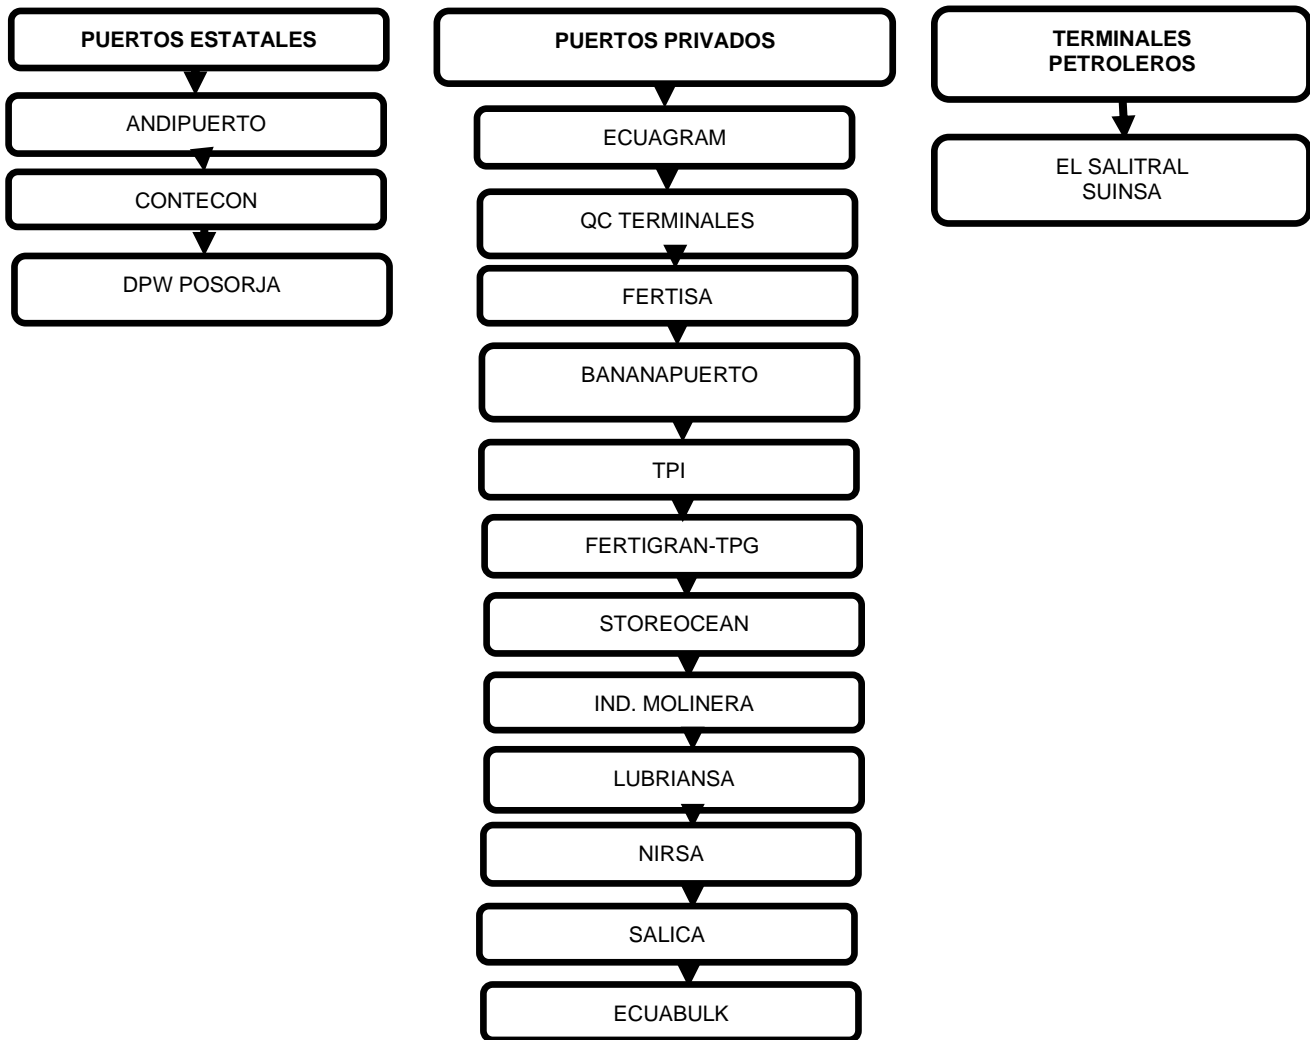 PUERTOS ESTATALES
ANDIPUERTO
CONTECON
DPW POSORJA
PUERTOS PRIVADOS
ECUAGRAM
QC TERMINALES
FERTISA
BANANAPUERTO
TPI
FERTIGRAN-TPG
STOREOCEAN
IND. MOLINERA
LUBRIANSA
NIRSA
SALICA
ECUABULK
TERMINALES
PETROLEROS
EL SALITRAL
SUINSA